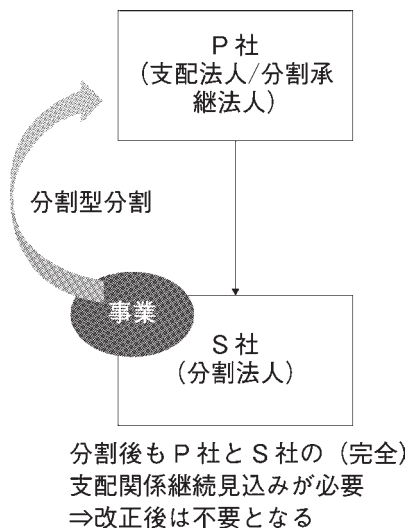 P 社
(支配法人/分割承
継法人)
分割型分割
事業
S 社
(分割法人)
分割後もP社とS社の(完全)
支配関係継続見込みが必要
⇒改正後は不要となる